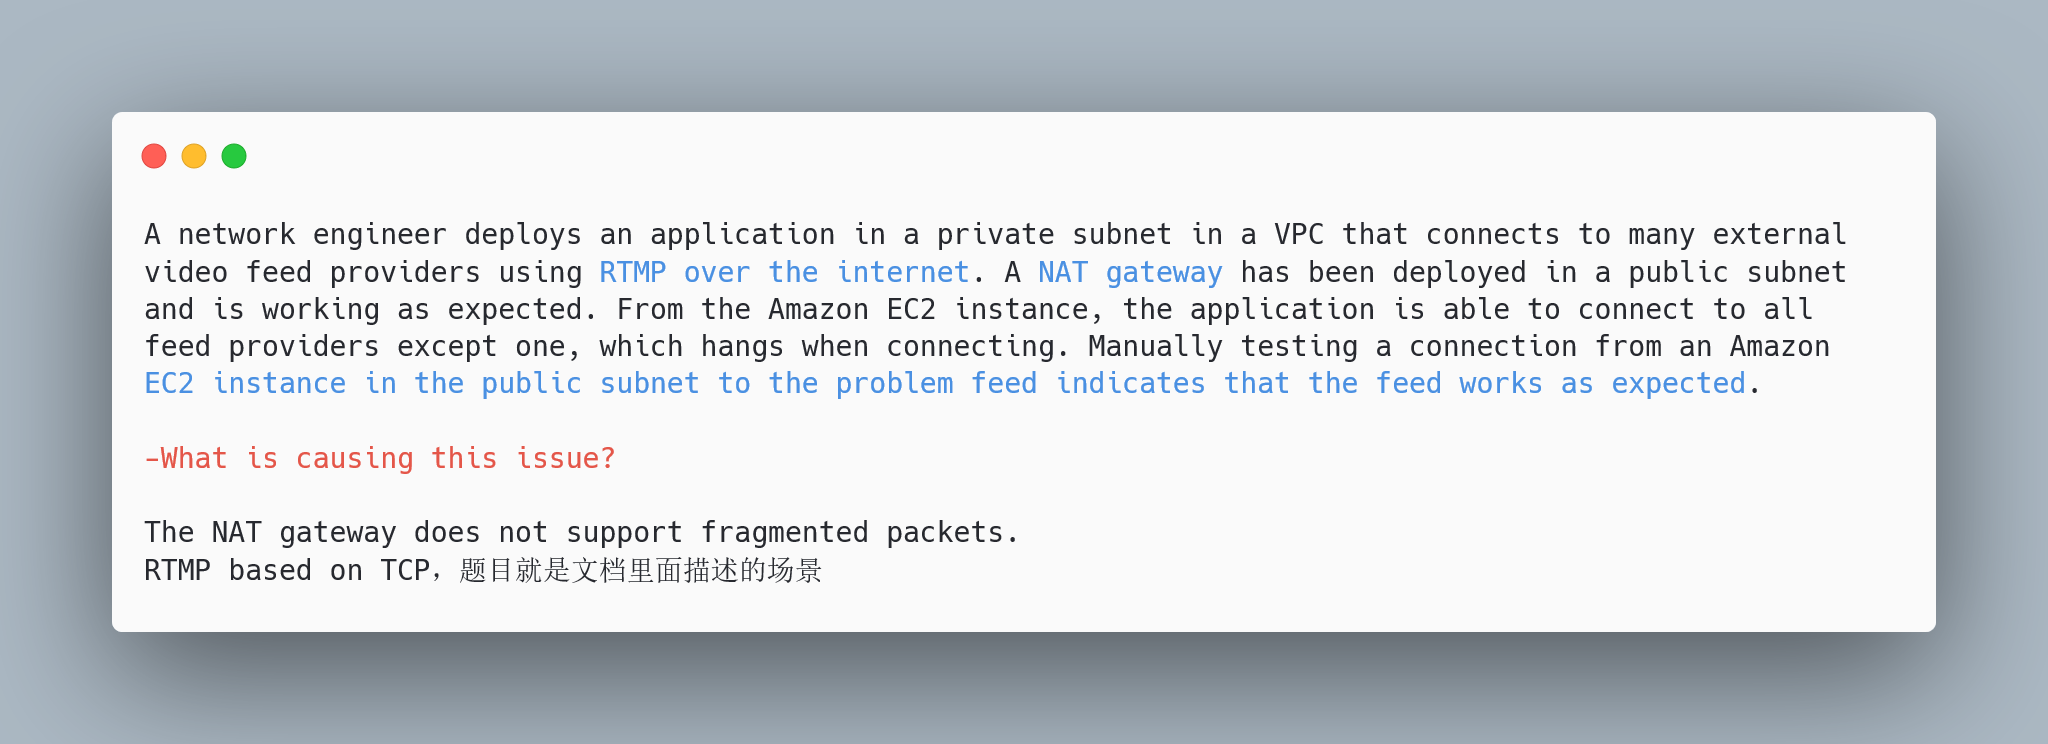 A network engineer deploys an application in a private subnet in a VPC that connects to many external
video feed providers using RTMP over the internet. A NAT gateway has been deployed in a public subnet
and is working as expected. From the Amazon EC2 instance, the application is able to connect to all
feed providers except one, which hangs when connecting. Manually testing a connection from an Amazon
EC2 instance in the public subnet to the problem feed indicates that the feed works as expected.
-What is causing this issue?
The NAT gateway does not support fragmented packets.
RTMP based on TCP，题目就是文档里面描述的场景